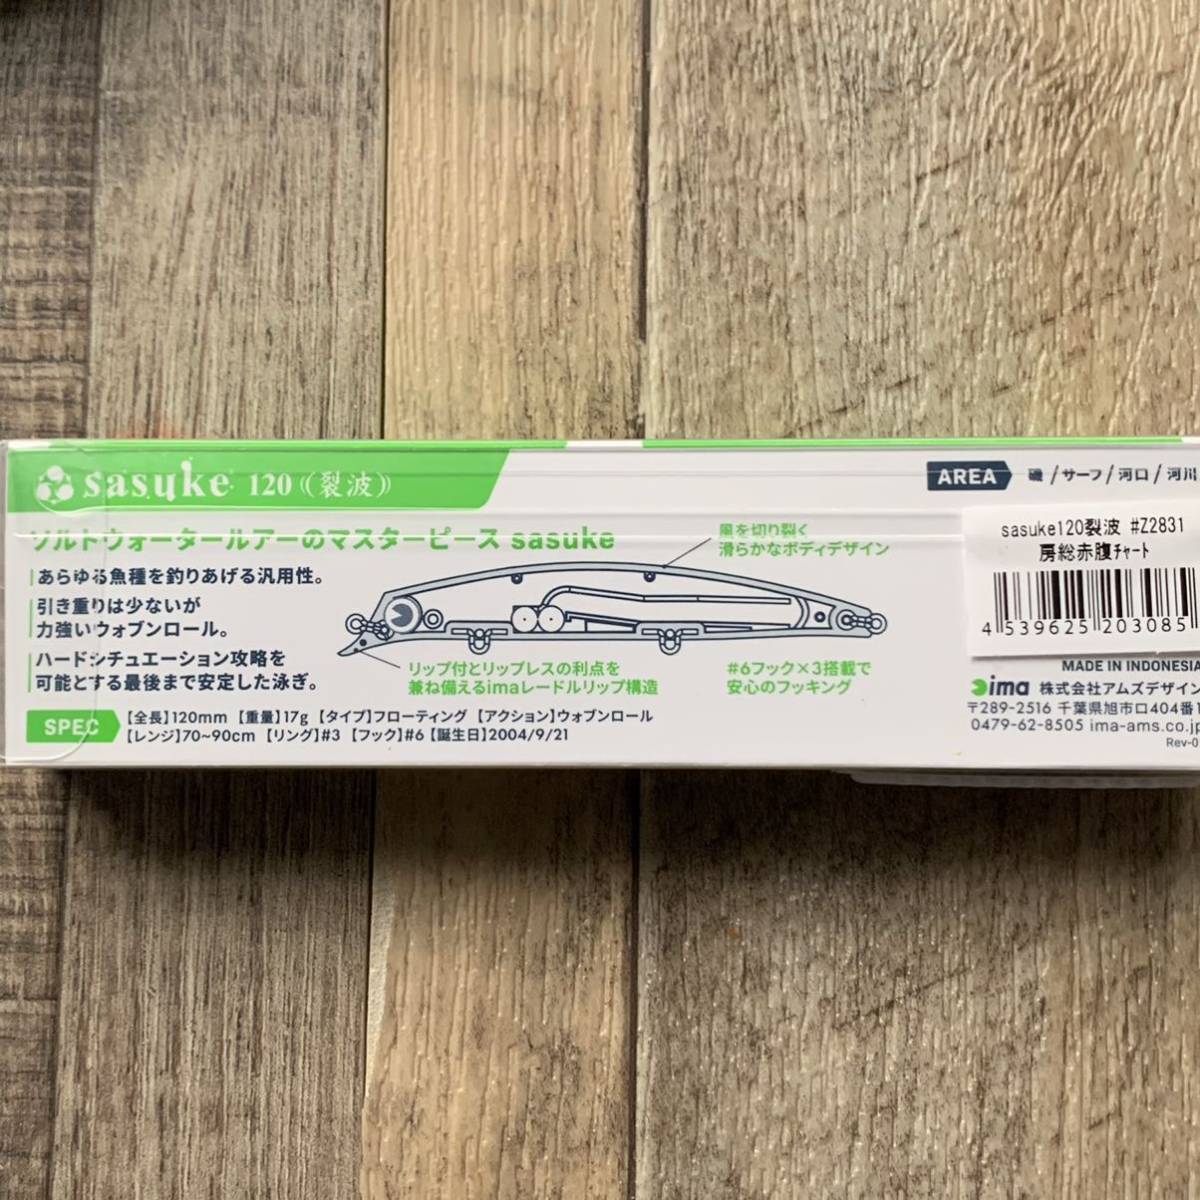 sasuke 120《裂波》
AREA 磯/サーフ/河口/河川
ソルトウォータールアーのマスターピース sasuke
あらゆる魚種を釣りあげる汎用性。
引き重りは少ないが
力強いウォブンロール。
ハードシチュエーション攻略を
可能とする最後まで安定した泳ぎ。
風を切り裂く
滑らかなボディデザイン
リップ付とリップレスの利点を
兼ね備えるimaレードルリップ構造
#6フック×3搭載で
安心のフッキング
SPEC
【全長】120mm 【重量】17g 【タイプ】フローティング 【アクション】ウォブンロール
【レンジ】70~90cm 【リング】#3 【フック】#6 【誕生日】2004/9/21
sasuke120裂波 #Z2831
房総赤腹ﾁｬｰﾄ
4 539625 203085
MADE IN INDONESIA
ima 株式会社アムズデザイン
〒289-2516 千葉県旭市ロ404番1
0479-62-8505 ima-ams.co.jp
Rev-0